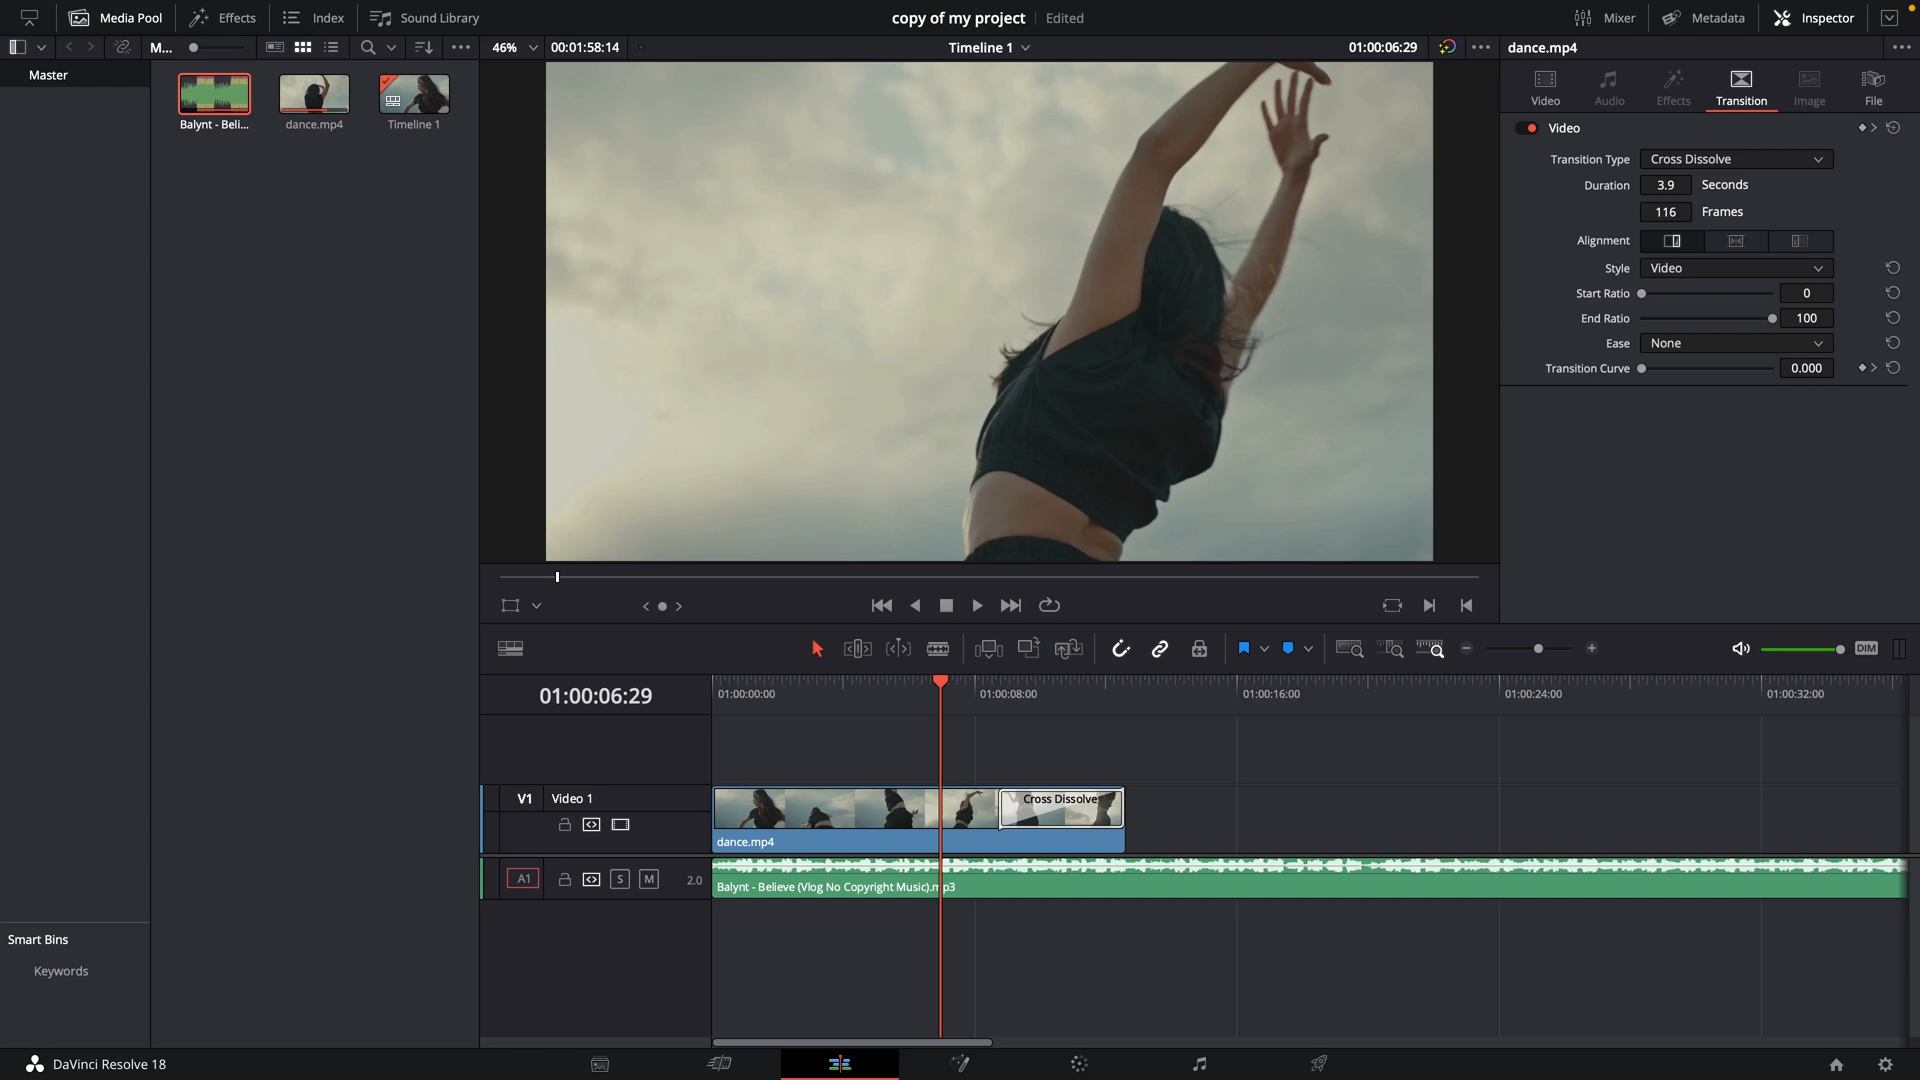 Media Pool
Effects
Index
Sound Library
copy of my project
Edited
Mixer
Metadata
Inspector
M...
46%
00:01:58:14
Timeline 1
01:00:06:29
dance.mp4
Master
Balynt - Beli...
dance.mp4
Timeline 1
Video
Audio
Effects
Transition
Image
File
Video
Transition Type
Cross Dissolve
Duration
3.9
Seconds
116
Frames
Alignment
Style
Video
Start Ratio
0
End Ratio
100
Ease
None
Transition Curve
0.000
DIM
01:00:06:29
01:00:00:00
01:00:08:00
01:00:16:00
01:00:24:00
01:00:32:00
V1
Video 1
Cross Dissolve
dance.mp4
A1
S
M
2.0
Balynt - Believe (Vlog No Copyright Music).mp3
Smart Bins
Keywords
DaVinci Resolve 18